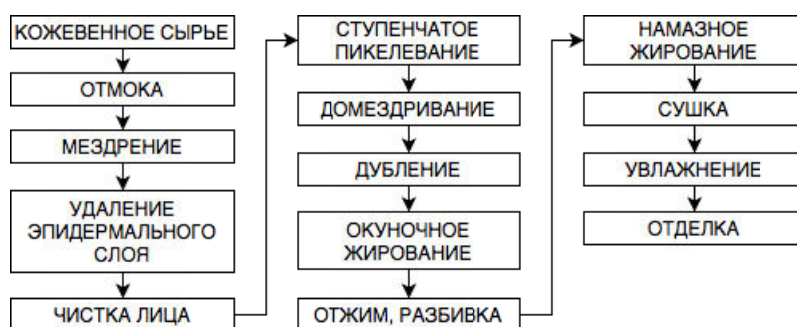 КОЖЕВЕННОЕ СЫРЬЕ
ОТМОКА
МЕЗДРЕНИЕ
УДАЛЕНИЕ
ЭПИДЕРМАЛЬНОГО
СЛОЯ
ЧИСТКА ЛИЦА
СТУПЕНЧАТОЕ
ПИКЕЛЕВАНИЕ
ДОМЕЗДРИВАНИЕ
ДУБЛЕНИЕ
ОКУНОЧНОЕ
ЖИРОВАНИЕ
ОТЖИМ, РАЗБИВКА
НАМАЗНОЕ
ЖИРОВАНИЕ
СУШКА
УВЛАЖНЕНИЕ
ОТДЕЛКА